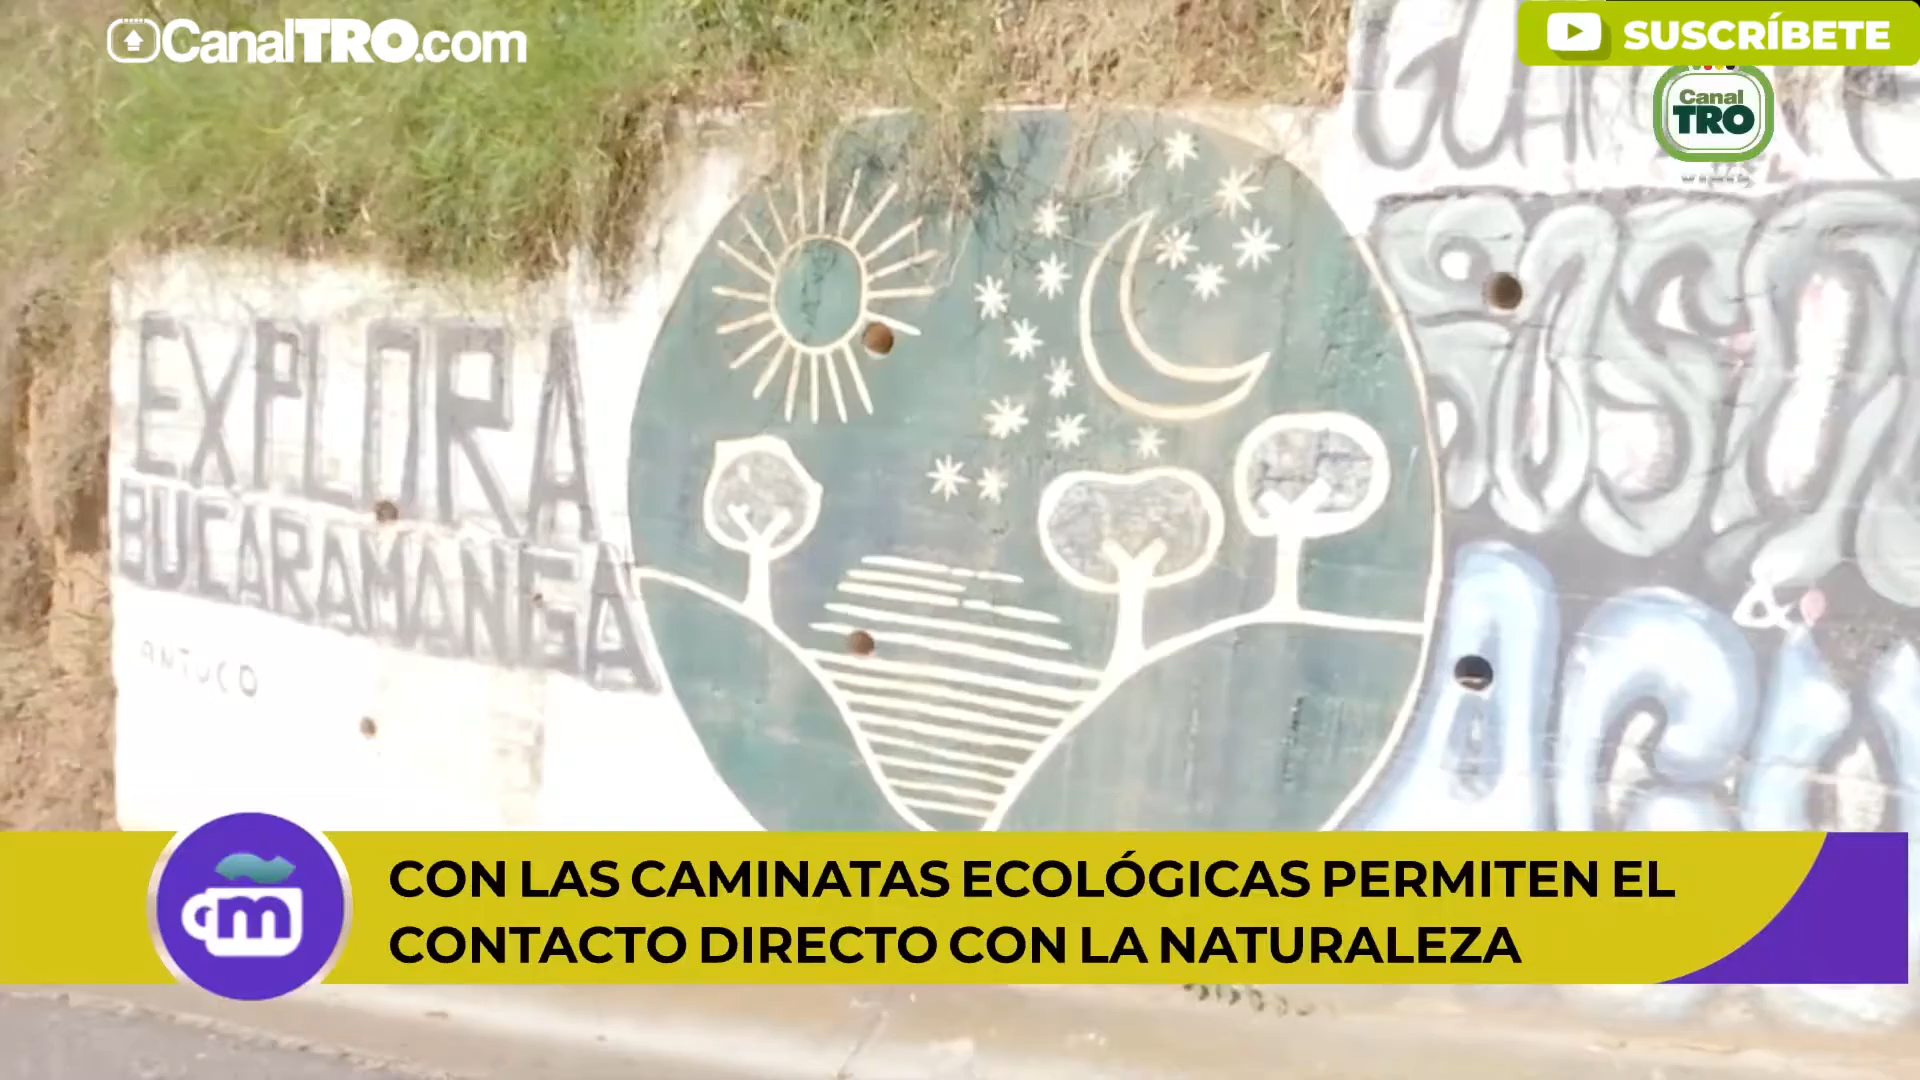 CanalTRO.com
SUSCRÍBETE
Canal
TRO
EXPLORA
BUCARAMANGA
ANTUCO
&
m
CON LAS CAMINATAS ECOLÓGICAS PERMITEN EL
CONTACTO DIRECTO CON LA NATURALEZA